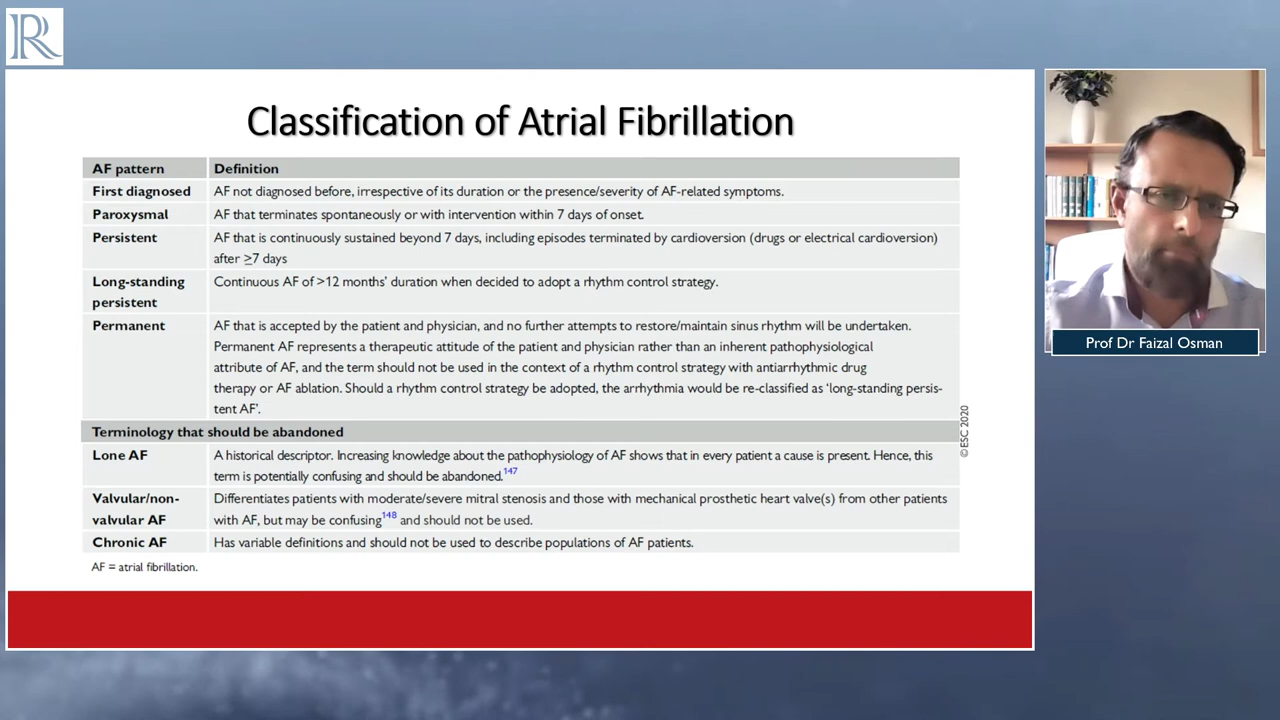 R
Classification of Atrial Fibrillation
AF pattern Definition
First diagnosed AF not diagnosed before, irrespective of its duration or the presence/severity of AF-related symptoms.
Paroxysmal AF that terminates spontaneously or with intervention within 7 days of onset.
Persistent AF that is continuously sustained beyond 7 days, including episodes terminated by cardioversion (drugs or electrical cardioversion)
after ≥7 days
Long-standing Continuous AF of >12 months' duration when decided to adopt a rhythm control strategy.
persistent
Permanent AF that is accepted by the patient and physician, and no further attempts to restore/maintain sinus rhythm will be undertaken.
Permanent AF represents a therapeutic attitude of the patient and physician rather than an inherent pathophysiological
attribute of AF, and the term should not be used in the context of a rhythm control strategy with antiarrhythmic drug
therapy or AF ablation. Should a rhythm control strategy be adopted, the arrhythmia would be re-classified as 'long-standing persis-
tent AF'.
Terminology that should be abandoned
Lone AF A historical descriptor. Increasing knowledge about the pathophysiology of AF shows that in every patient a cause is present. Hence, this
term is potentially confusing and should be abandoned.147
Valvular/non- Differentiates patients with moderate/severe mitral stenosis and those with mechanical prosthetic heart valve(s) from other patients
valvular AF with AF, but may be confusing148 and should not be used.
Chronic AF Has variable definitions and should not be used to describe populations of AF patients.
AF = atrial fibrillation.
©ESC 2020
Prof Dr Faizal Osman